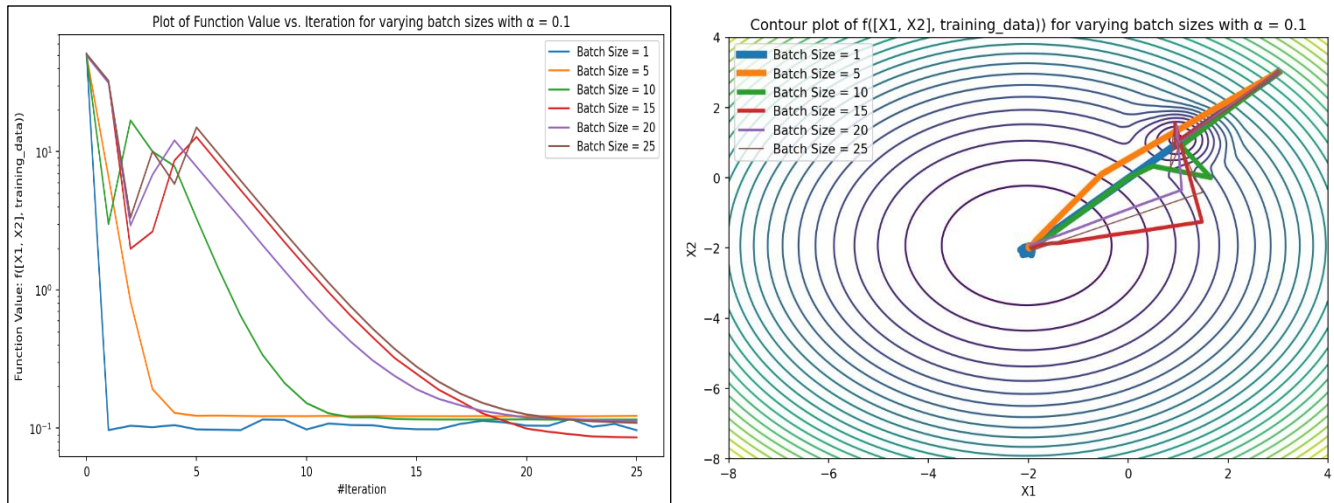 Plot of Function Value vs. Iteration for varying batch sizes with α = 0.1
Function Value: f([X1. X2]. training_data))
10¹
10⁰
10⁻¹
Batch Size = 1
Batch Size = 5
Batch Size = 10
Batch Size = 15
Batch Size = 20
Batch Size = 25
0
5
10
15
20
25
#Iteration
Contour plot of f([X1, X2], training_data)) for varying batch sizes with α = 0.1
X2
4
2
0
−2
−4
−6
−8
Batch Size = 1
Batch Size = 5
Batch Size = 10
Batch Size = 15
Batch Size = 20
Batch Size = 25
−8
−6
−4
−2
0
2
4
X1